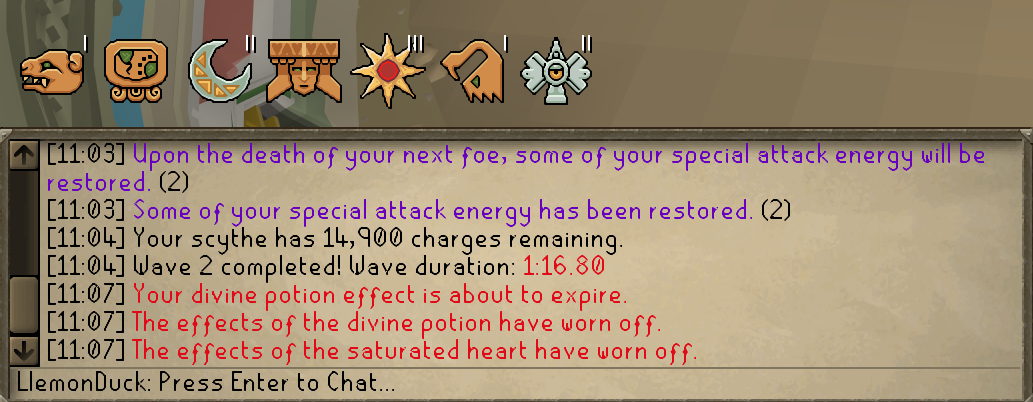 I II III I II
[11:03] Upon the death of your next foe, some of your special attack energy will be
restored. (2)
[11:03] Some of your special attack energy has been restored. (2)
[11:04] Your scythe has 14,900 charges remaining.
[11:04] Wave 2 completed! Wave duration: 1:16.80
[11:07] Your divine potion effect is about to expire.
[11:07] The effects of the divine potion have worn off.
[11:07] The effects of the saturated heart have worn off.
LlemonDuck: Press Enter to Chat...